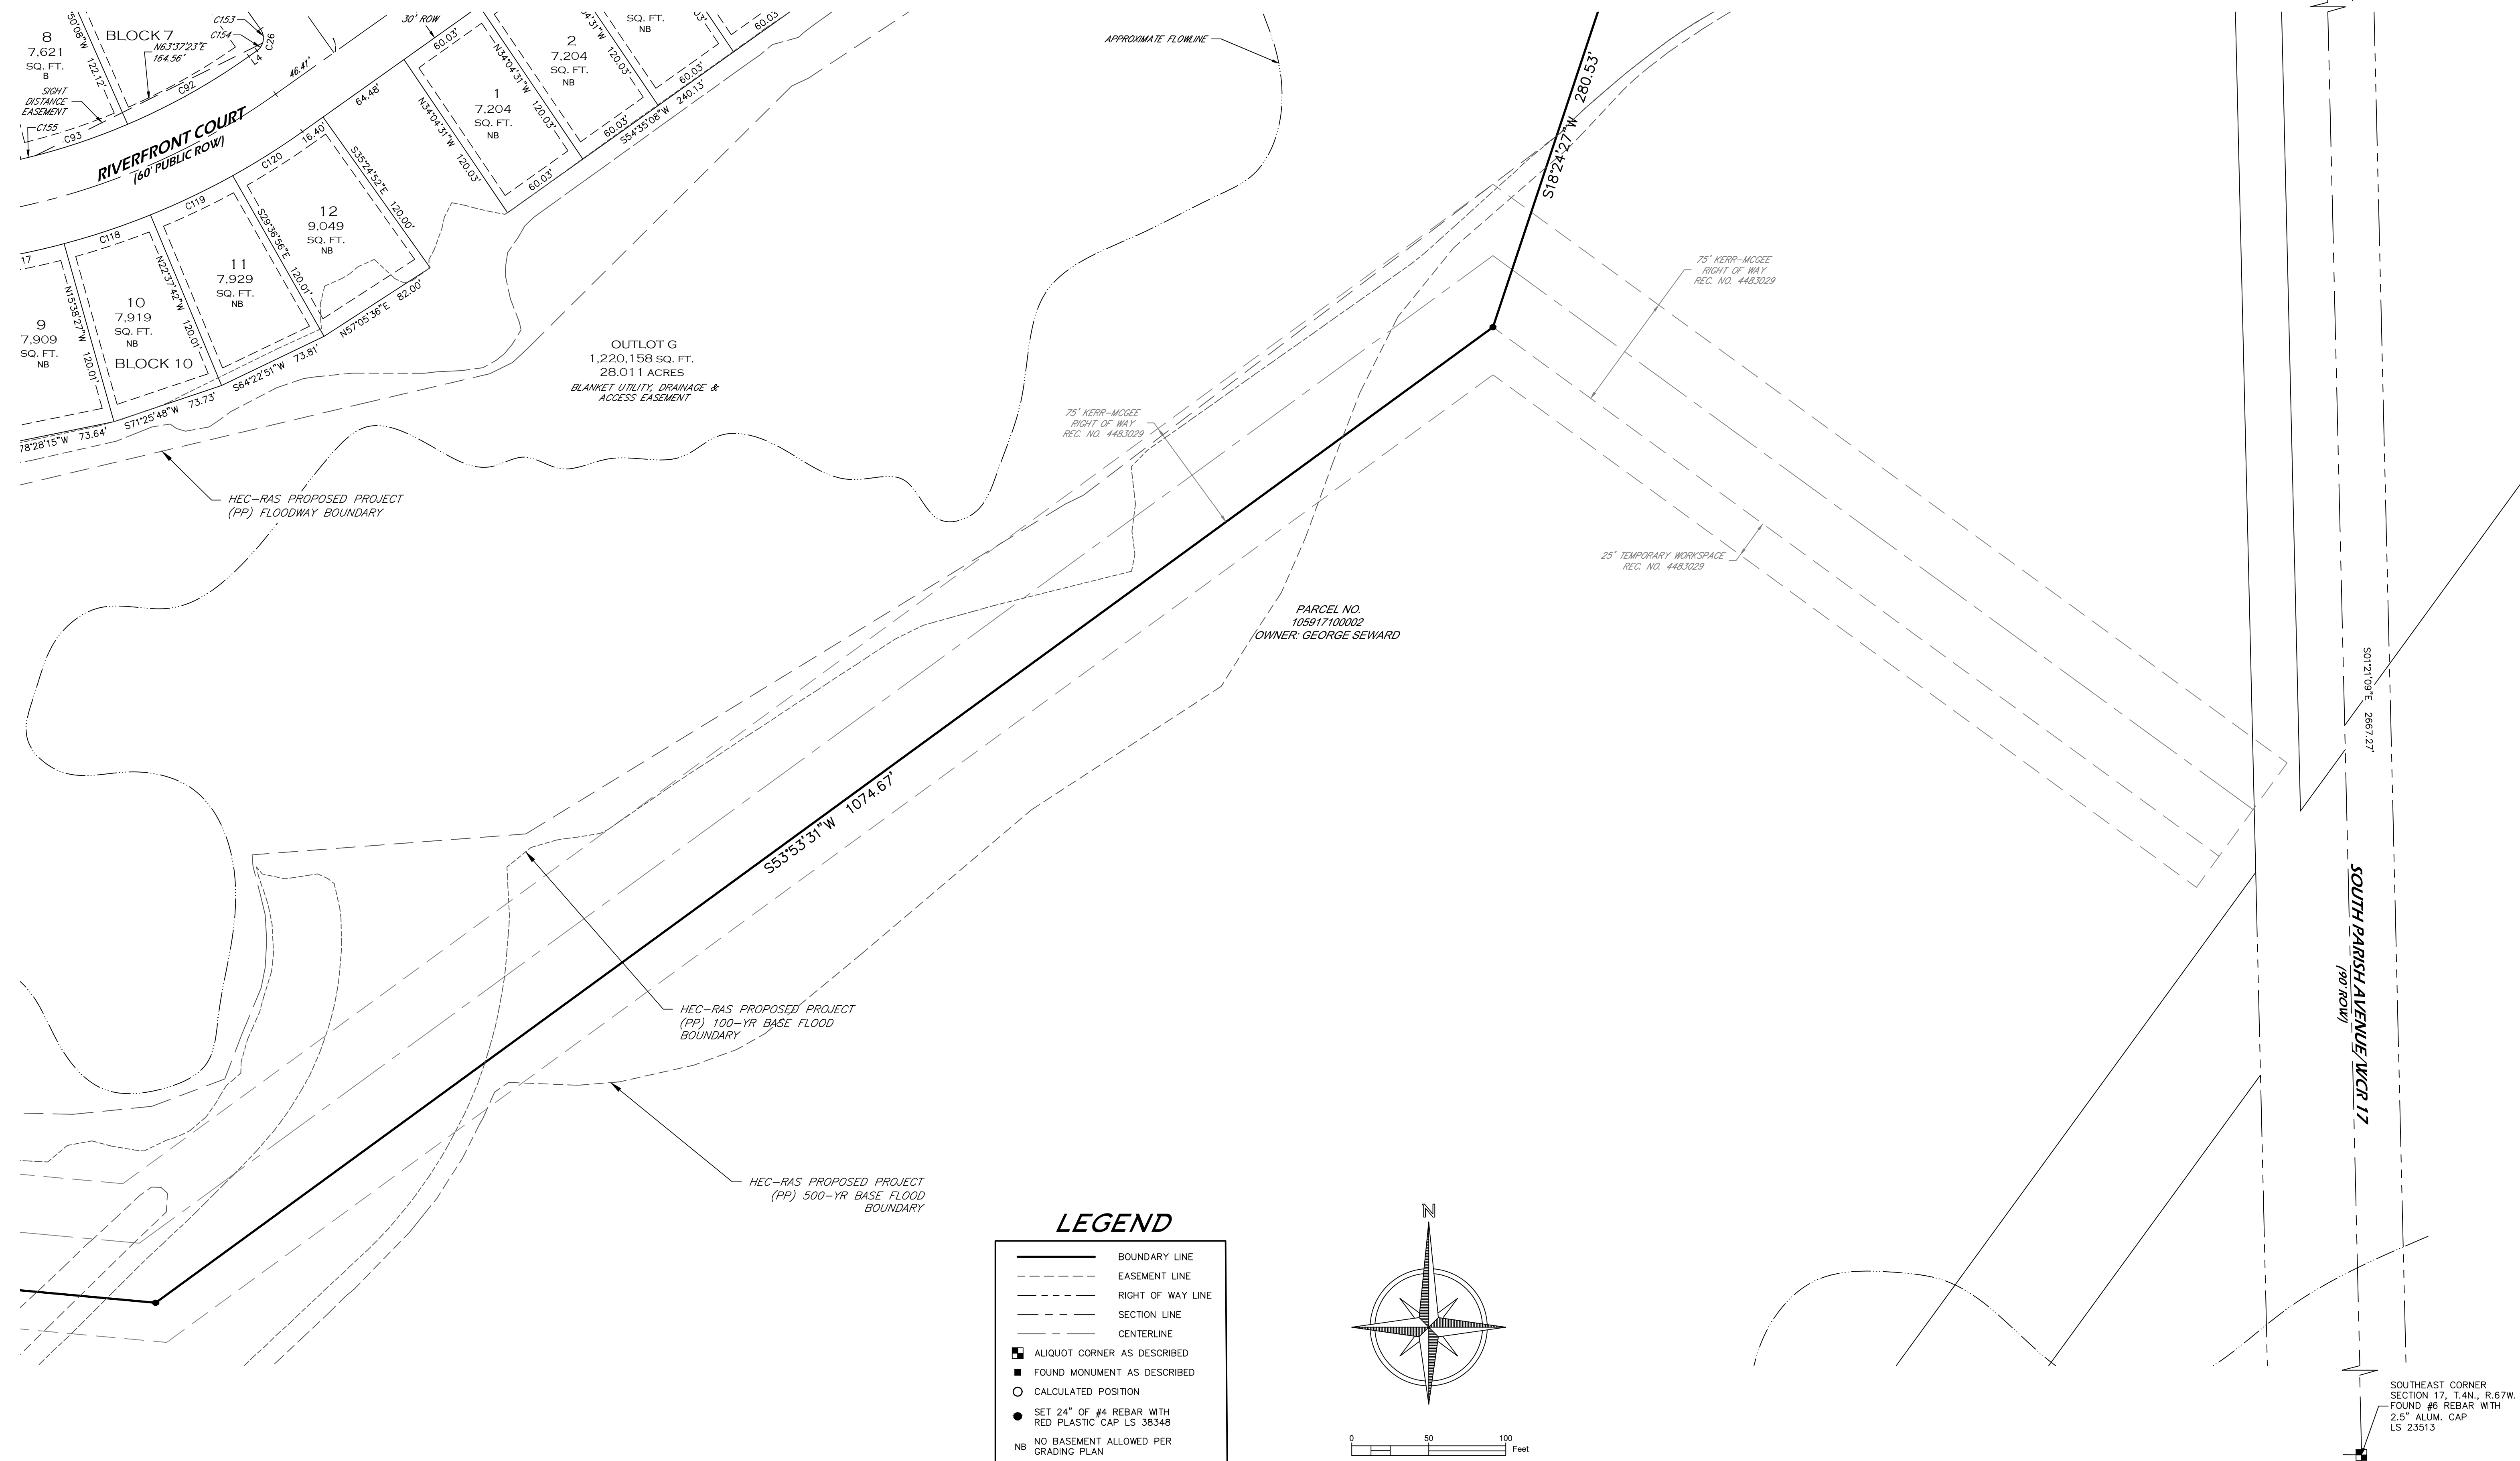 8
7,621
SQ. FT.
B
50'08"W 122.12'
BLOCK 7
N63°37'23"E
164.56'
C153
C154
C26
C92
SIGHT
DISTANCE
EASEMENT
C155
C93
46.41'
RIVERFRONT COURT
(60' PUBLIC ROW)
30' ROW
60.03'
64.48'
16.40'
C120
C119
C118
17
N34°04'31"W 120.03'
1
7,204
SQ. FT.
NB
N34°04'31"W 120.03'
60.03'
2
7,204
SQ. FT.
NB
04'31"W 120.03'
60.03'
SQ. FT.
NB
03'
60.03'
60.03'
S54°35'08"W 240.13'
S35°24'52"E 120.00'
12
9,049
SQ. FT.
NB
S29°36'56"E 120.01'
11
7,929
SQ. FT.
NB
N22°37'42"W 120.01'
10
7,919
SQ. FT.
NB
BLOCK 10
N15°38'27"W 120.01'
9
7,909
SQ. FT.
NB
78°28'15"W 73.64'
S71°25'48"W 73.73'
S64°22'51"W 73.81'
N57°05'36"E 82.00'
OUTLOT G
1,220,158 SQ. FT.
28.011 ACRES
BLANKET UTILITY, DRAINAGE &
ACCESS EASEMENT
HEC-RAS PROPOSED PROJECT
(PP) FLOODWAY BOUNDARY
APPROXIMATE FLOWLINE
S18°24'27"W 280.53'
75' KERR-MCGEE
RIGHT OF WAY
REC. NO. 4483029
75' KERR-MCGEE
RIGHT OF WAY
REC. NO. 4483029
25' TEMPORARY WORKSPACE
REC. NO. 4483029
PARCEL NO.
105917100002
OWNER: GEORGE SEWARD
S53°53'31"W 1074.67'
HEC-RAS PROPOSED PROJECT
(PP) 100-YR BASE FLOOD
BOUNDARY
HEC-RAS PROPOSED PROJECT
(PP) 500-YR BASE FLOOD
BOUNDARY
S01°21'09"E 2667.27'
SOUTH PARISH AVENUE/WCR 17
(90' ROW)
LEGEND
BOUNDARY LINE
EASEMENT LINE
RIGHT OF WAY LINE
SECTION LINE
CENTERLINE
ALIQUOT CORNER AS DESCRIBED
FOUND MONUMENT AS DESCRIBED
CALCULATED POSITION
SET 24" OF #4 REBAR WITH
RED PLASTIC CAP LS 38348
NB NO BASEMENT ALLOWED PER
GRADING PLAN
N
0 50 100
Feet
SOUTHEAST CORNER
SECTION 17, T.4N., R.67W.
FOUND #6 REBAR WITH
2.5" ALUM. CAP
LS 23513